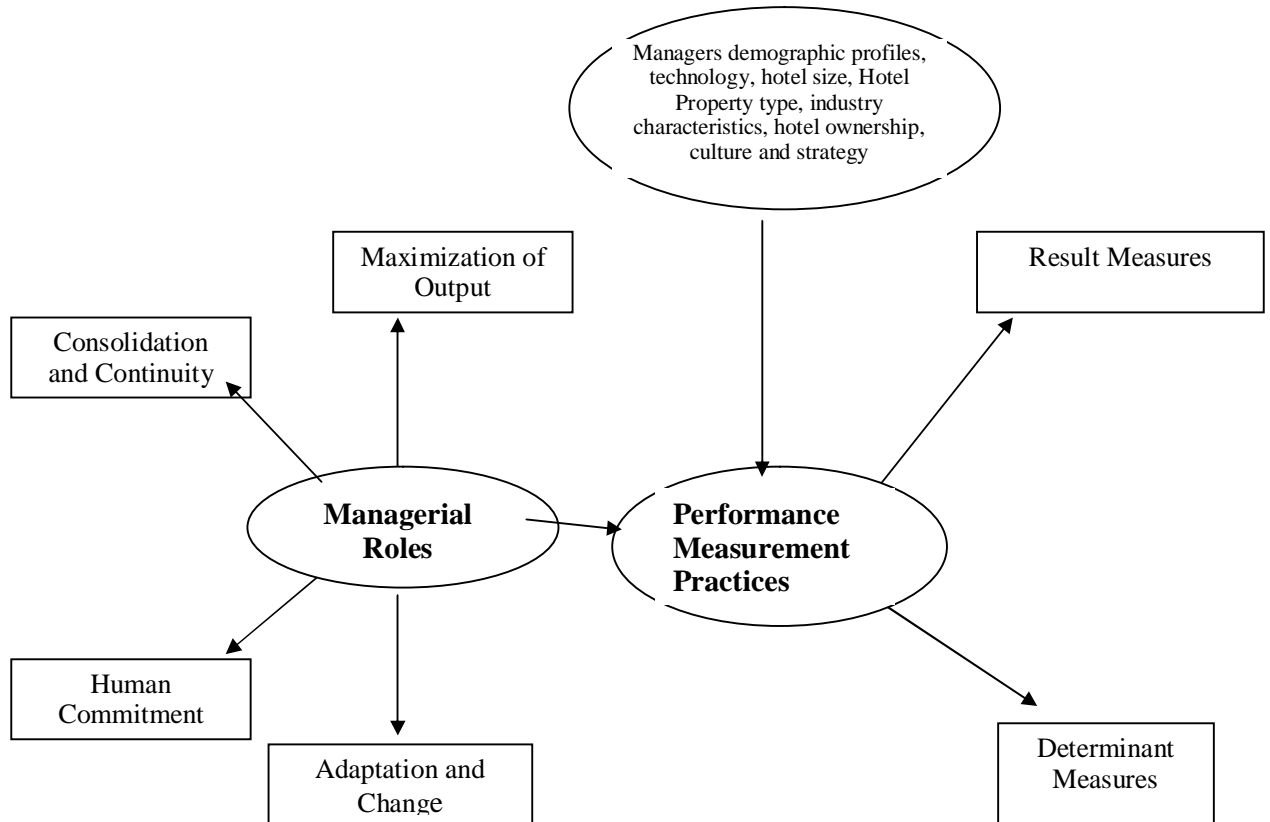 Managers demographic profiles,
technology, hotel size, Hotel
Property type, industry
characteristics, hotel ownership,
culture and strategy
Maximization of
Output
Result Measures
Consolidation
and Continuity
Managerial
Roles
Performance
Measurement
Practices
Human
Commitment
Adaptation and
Change
Determinant
Measures